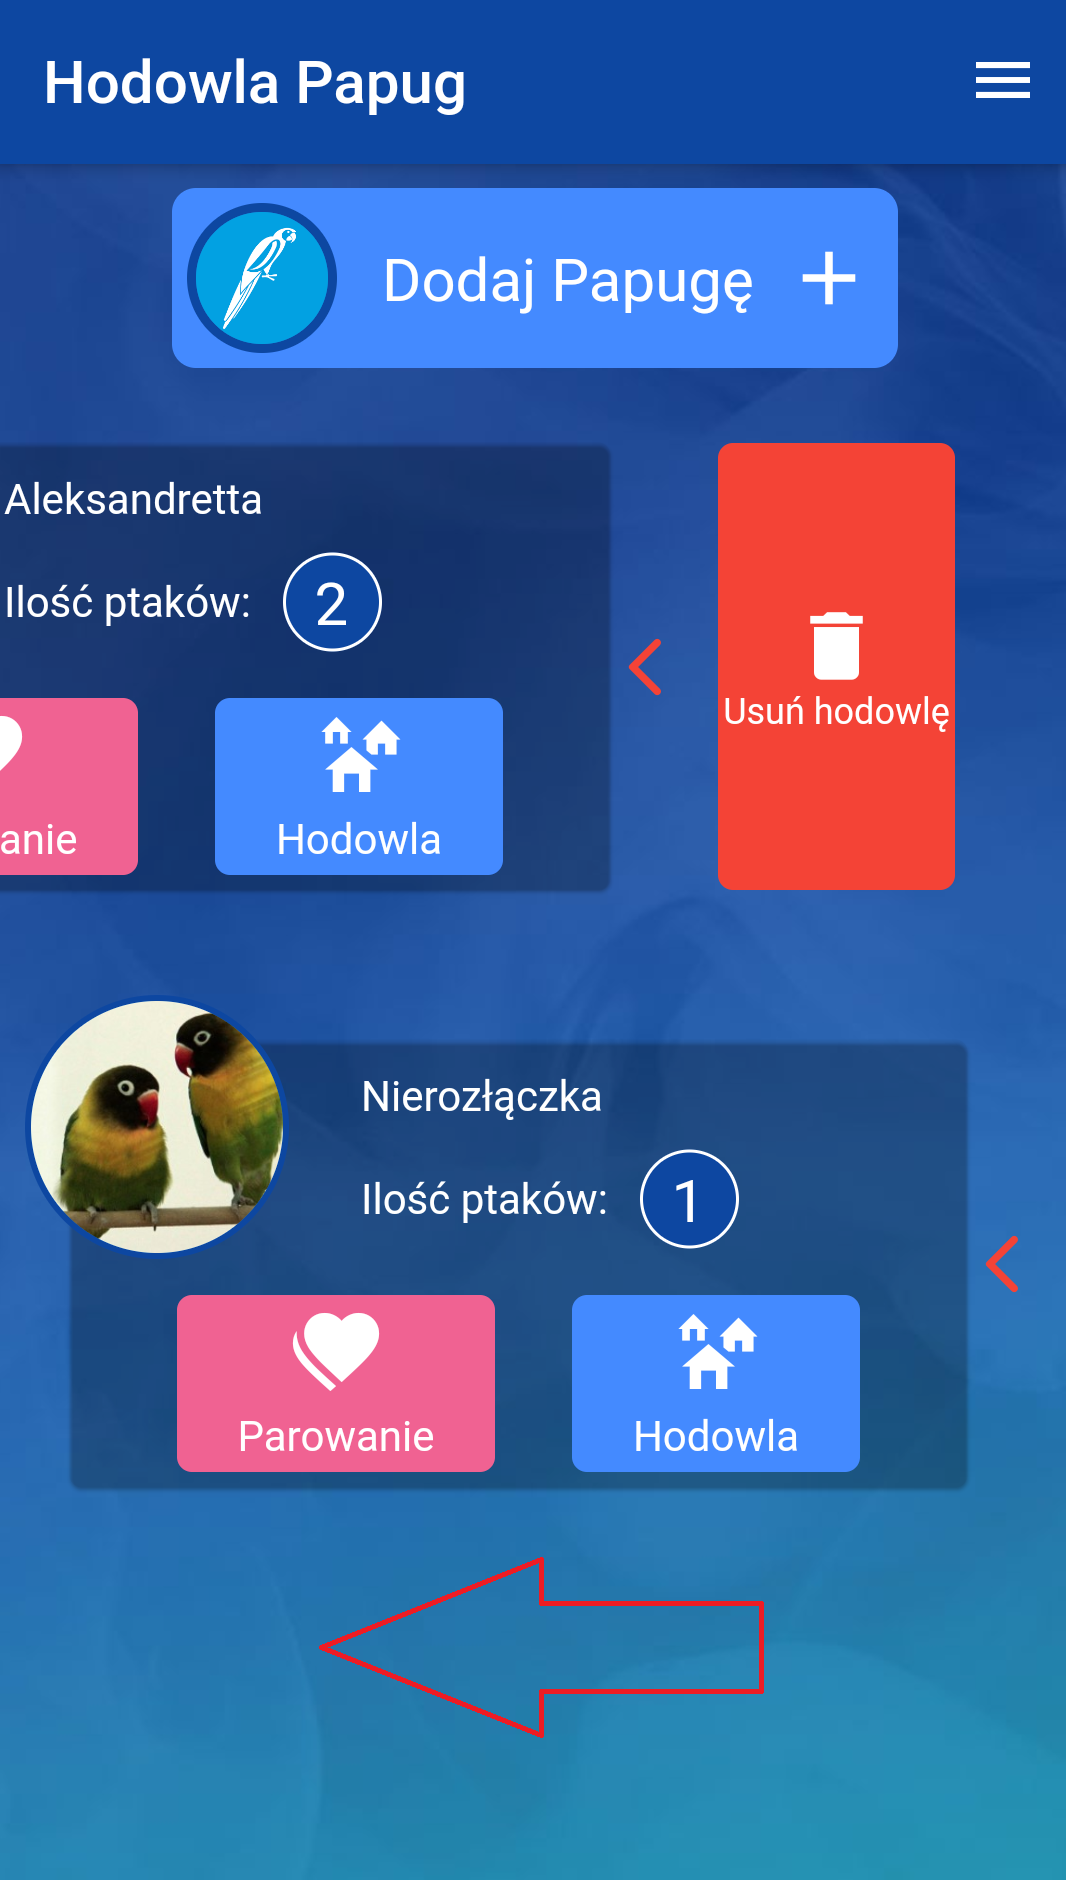 Hodowla Papug
Dodaj Papugę
Aleksandretta
Ilość ptaków: 2
anie
Hodowla
Usuń hodowlę
Nierozłączka
Ilość ptaków: 1
Parowanie
Hodowla